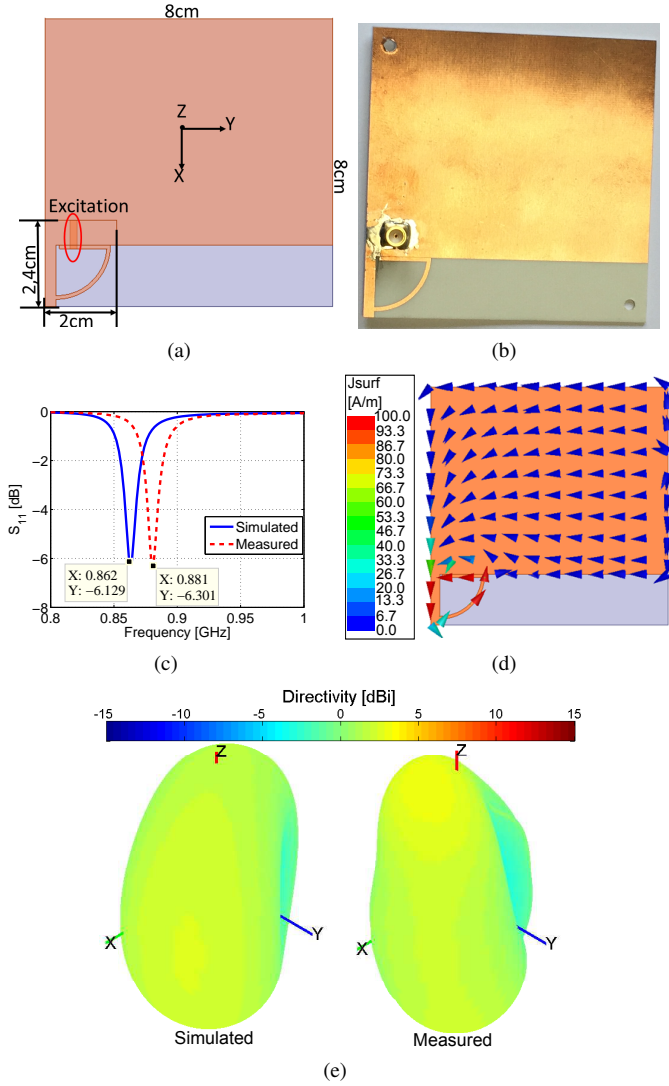 8cm
Z
Y
X
8cm
Excitation
2,4cm
2cm
(a)
(b)
0
−2
−4
−6
−8
0.8
0.85
0.9
0.95
1
S11 [dB]
Frequency [GHz]
Simulated
Measured
X: 0.862
Y: −6.129
X: 0.881
Y: −6.301
(c)
Jsurf
[A/m]
100.0
93.3
86.7
80.0
73.3
66.7
60.0
53.3
46.7
40.0
33.3
26.7
20.0
13.3
6.7
0.0
(d)
Directivity [dBi]
-15
-10
-5
0
5
10
15
Z
X
Y
Simulated
Z
X
Y
Measured
(e)